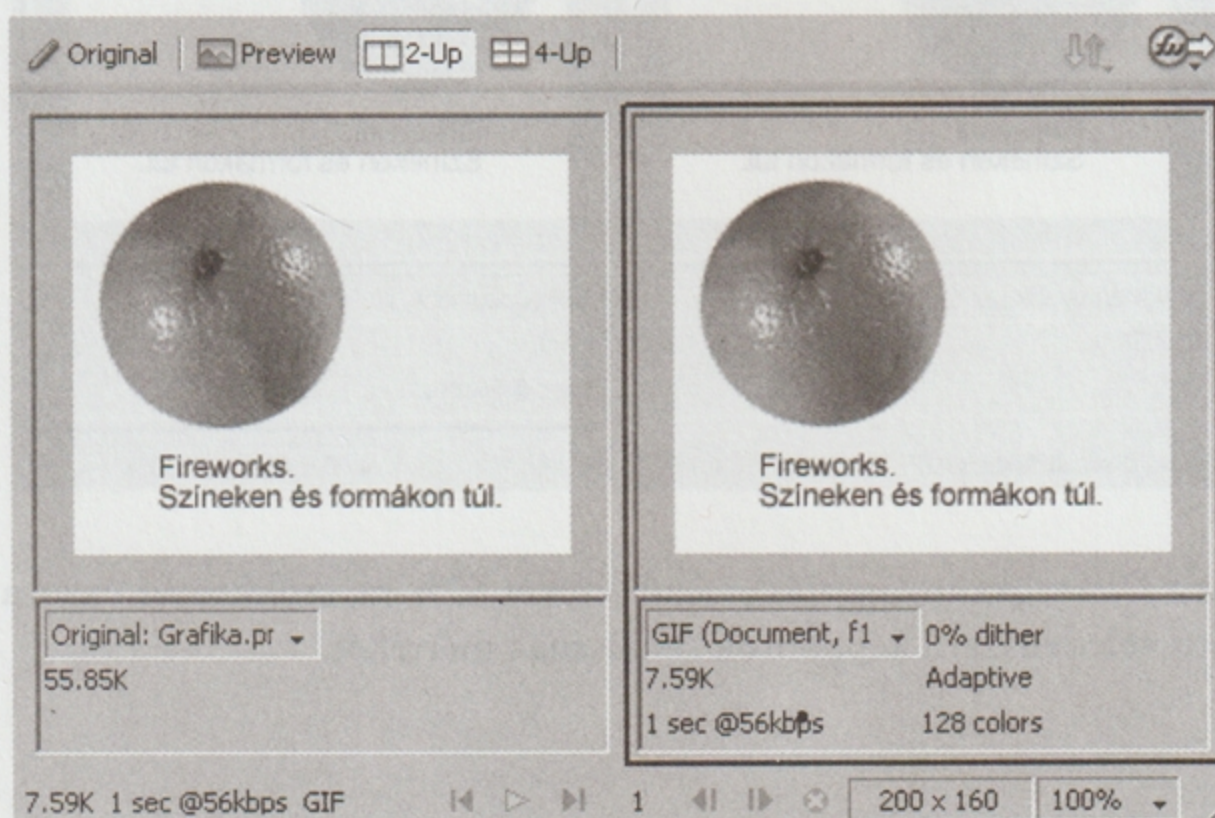 Original Preview 2-Up 4-Up
Fireworks.
Színeken és formákon túl.
Fireworks.
Színeken és formákon túl.
Original: Grafika.pr
55.85K
GIF (Document, f1 0% dither
7.59K Adaptive
1 sec @56kbps 128 colors
7.59K 1 sec @56kbps GIF 1 200 x 160 100%